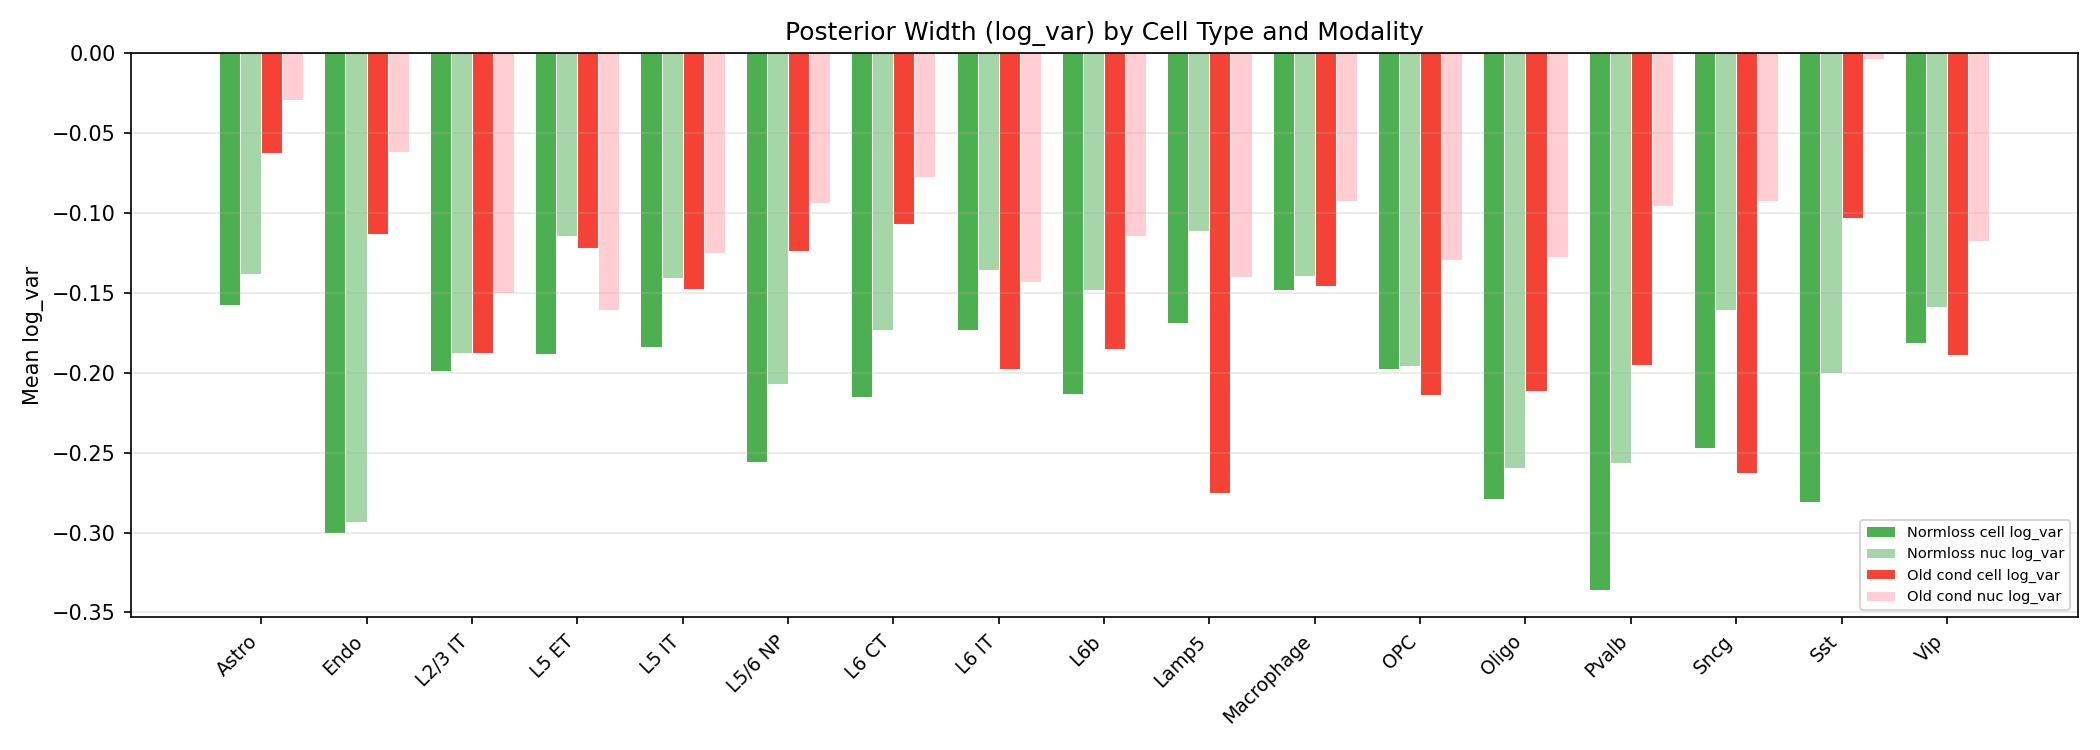 Posterior Width (log_var) by Cell Type and Modality
Mean log_var
0.00
−0.05
−0.10
−0.15
−0.20
−0.25
−0.30
−0.35
Astro
Endo
L2/3 IT
L5 ET
L5 IT
L5/6 NP
L6 CT
L6 IT
L6b
Lamp5
Macrophage
OPC
Oligo
Pvalb
Sncg
Sst
Vip
Normloss cell log_var
Normloss nuc log_var
Old cond cell log_var
Old cond nuc log_var